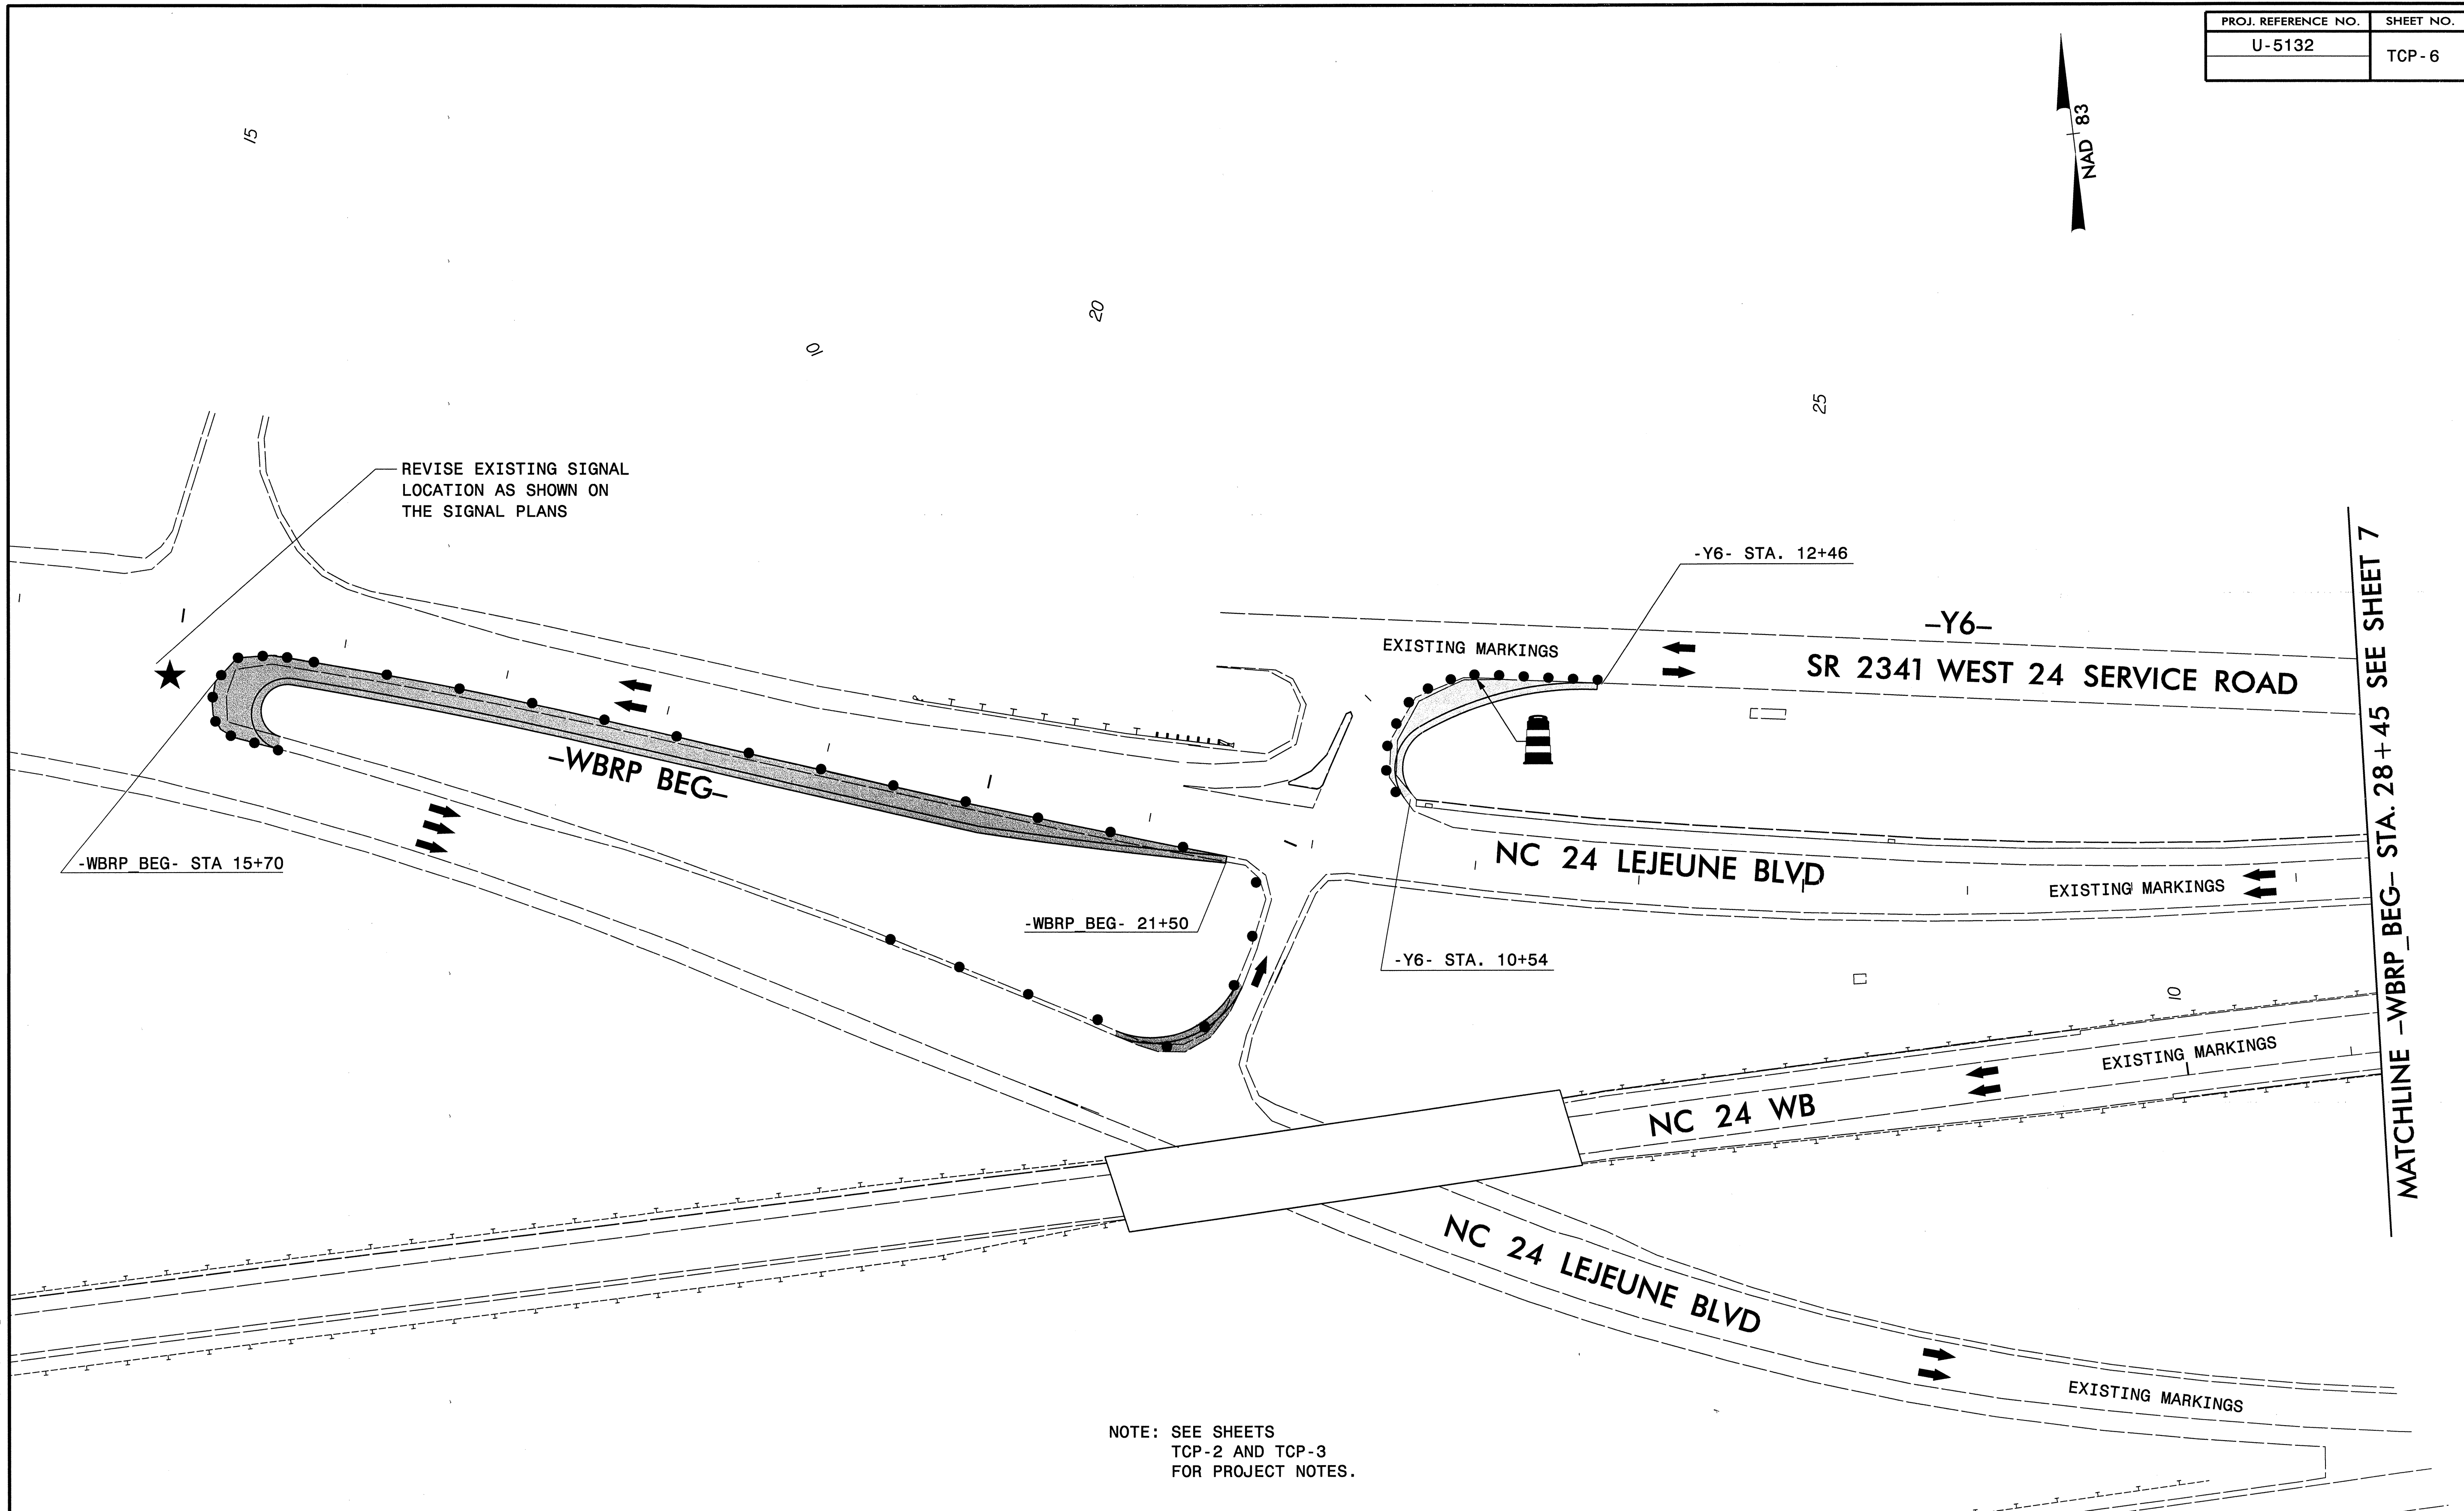 PROJ. REFERENCE NO. SHEET NO.
U-5132 TCP-6
NAD 83
15
20
10
25
REVISE EXISTING SIGNAL
LOCATION AS SHOWN ON
THE SIGNAL PLANS
-Y6- STA. 12+46
–Y6–
EXISTING MARKINGS
SR 2341 WEST 24 SERVICE ROAD
–WBRP BEG–
-WBRP_BEG- STA 15+70
NC 24 LEJEUNE BLVD
EXISTING MARKINGS
-WBRP_BEG- 21+50
-Y6- STA. 10+54
10
EXISTING MARKINGS
NC 24 WB
MATCHLINE –WBRP_BEG– STA. 28+45 SEE SHEET 7
NC 24 LEJEUNE BLVD
EXISTING MARKINGS
NOTE: SEE SHEETS
TCP-2 AND TCP-3
FOR PROJECT NOTES.